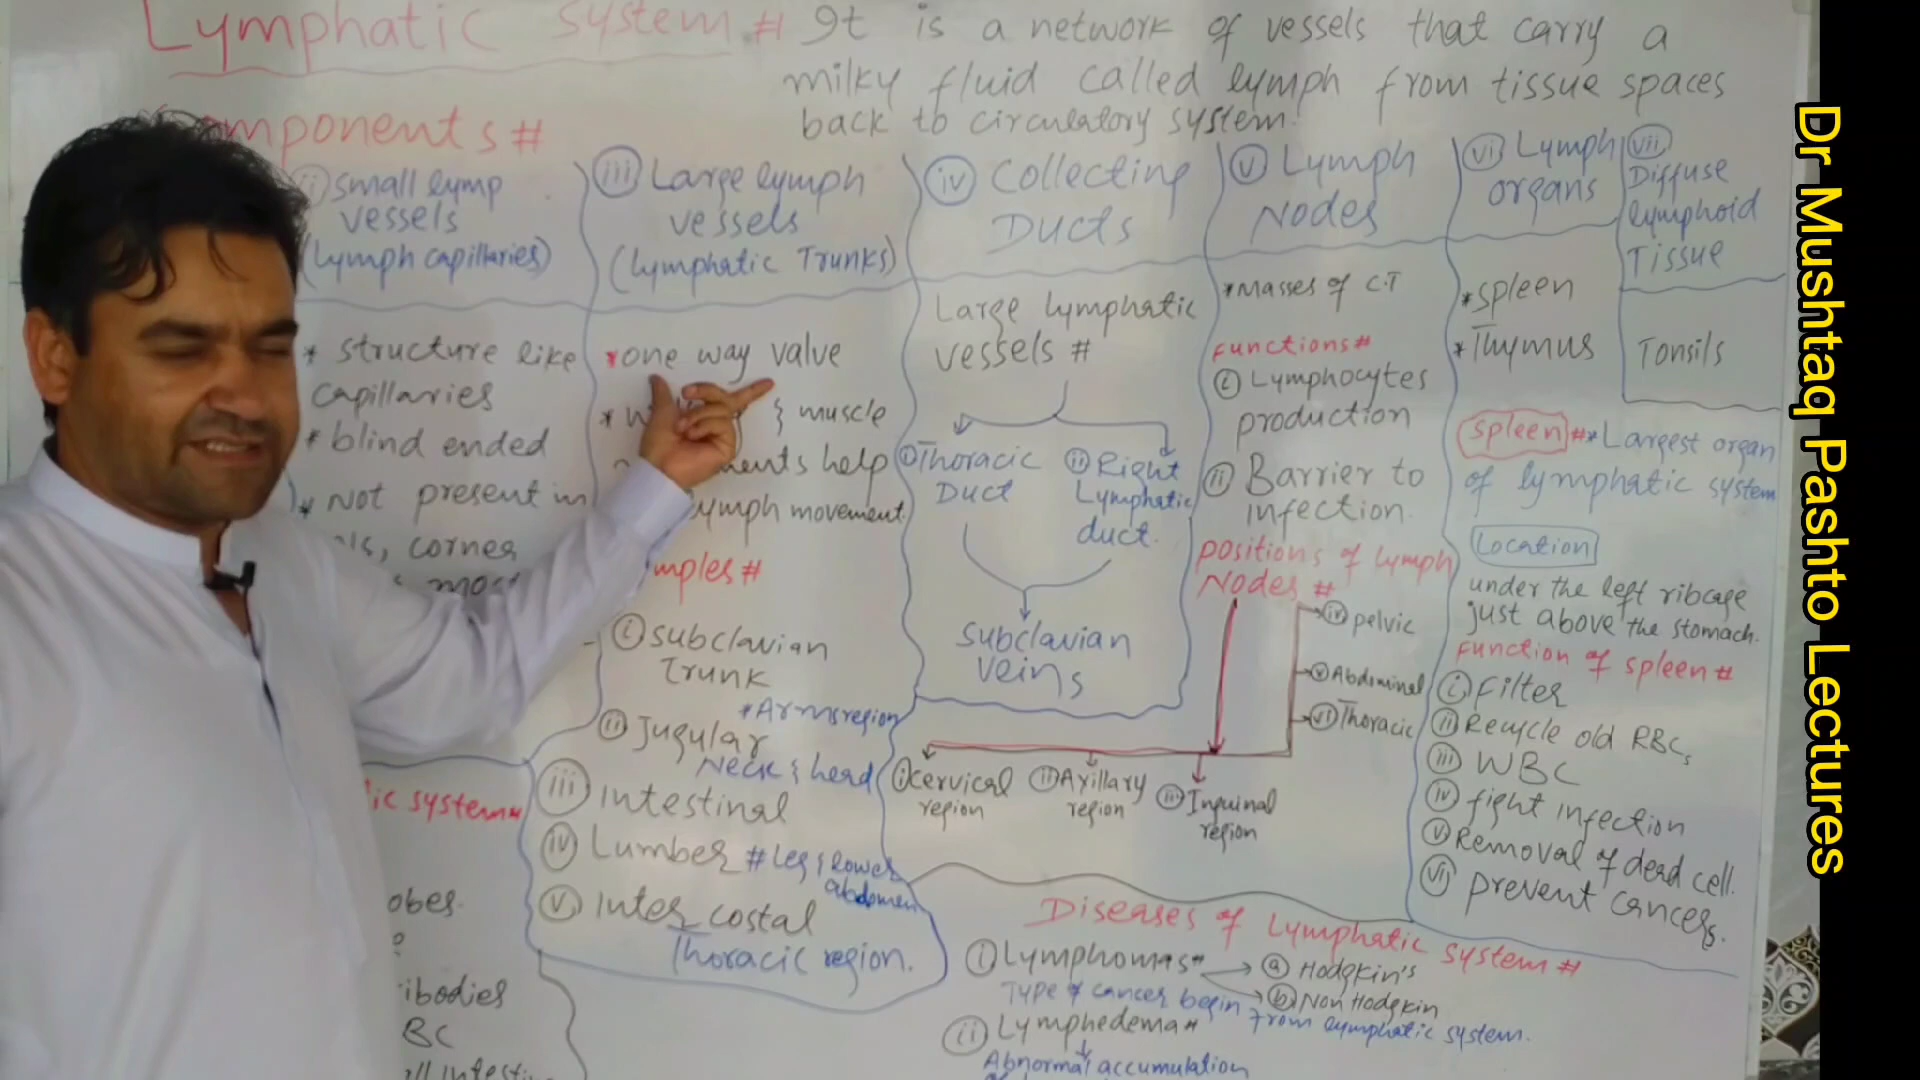 Lymphatic System #
It is a network of vessels that carry a
milky fluid called lymph from tissue spaces
back to circulatory system.
omponents #
small lymp
vessels
(Lymph capillaries)
* structure like
capillaries
* blind ended
* Not present in
cornea
iii Large lymph
vessels
(Lymphatic Trunks)
* one way valve
muscle
help
lymph movement.
mples #
i Subclavian
Trunk
* Arms region
ii Jugular
Neck & head
iii Intestinal
iv Lumber # Leg & lower
abdomen
v Inter costal
Thoracic region.
iv Collecting
Ducts
Large lymphatic
vessels #
i Thoracic
Duct
ii Right
Lymphatic
duct.
Subclavian
veins
v Lymph
Nodes
* Masses of C.T
Functions #
i Lymphocytes
production
ii Barrier to
infection.
Positions of lymph
Nodes #
iv pelvic
v Abdominal
vi Thoracic
i Cervical
region
ii Axillary
region
iii Inguinal
region
vi Lymph
organs
* Spleen
* Thymus
vii
Diffuse
lymphoid
Tissue
Tonsils
Spleen # * Largest organ
of lymphatic system
Location
under the left ribcage
just above the stomach.
Function of spleen #
i Filter
ii Recycle old RBCs
iii WBC
iv fight infection
v Removal of dead cell.
vi prevent cancers.
ic system #
obes.
ibodies
BC
ll intesti
Diseases of Lymphatic system #
i Lymphomas #
a Hodgkin's
b Non Hodgkin
Type of cancer begin from lymphatic system.
ii Lymphedema #
Abnormal accumulation
Dr Mushtaq Pashto Lectures